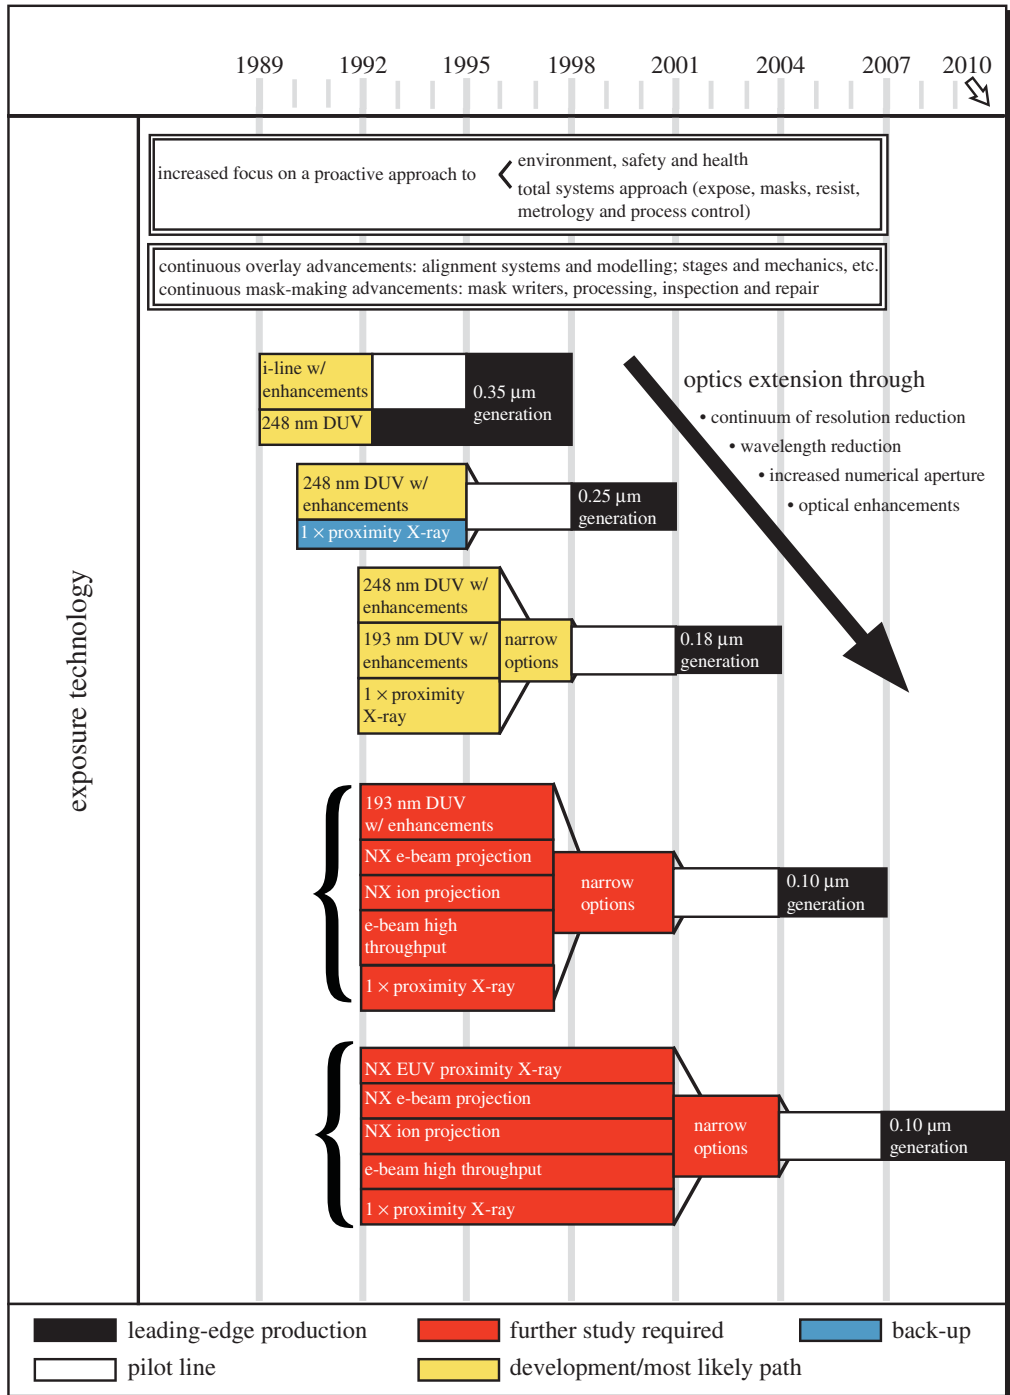 1989 1992 1995 1998 2001 2004 2007 2010
exposure technology
increased focus on a proactive approach to
environment, safety and health
total systems approach (expose, masks, resist,
metrology and process control)
continuous overlay advancements: alignment systems and modelling; stages and mechanics, etc.
continuous mask-making advancements: mask writers, processing, inspection and repair
i-line w/
enhancements
248 nm DUV
0.35 µm
generation
optics extension through
• continuum of resolution reduction
• wavelength reduction
• increased numerical aperture
• optical enhancements
248 nm DUV w/
enhancements
1 × proximity X-ray
0.25 µm
generation
248 nm DUV w/
enhancements
193 nm DUV w/
enhancements
1 × proximity
X-ray
narrow
options
0.18 µm
generation
193 nm DUV
w/ enhancements
NX e-beam projection
NX ion projection
e-beam high
throughput
1 × proximity X-ray
narrow
options
0.10 µm
generation
NX EUV proximity X-ray
NX e-beam projection
NX ion projection
e-beam high throughput
1 × proximity X-ray
narrow
options
0.10 µm
generation
leading-edge production
further study required
back-up
pilot line
development/most likely path